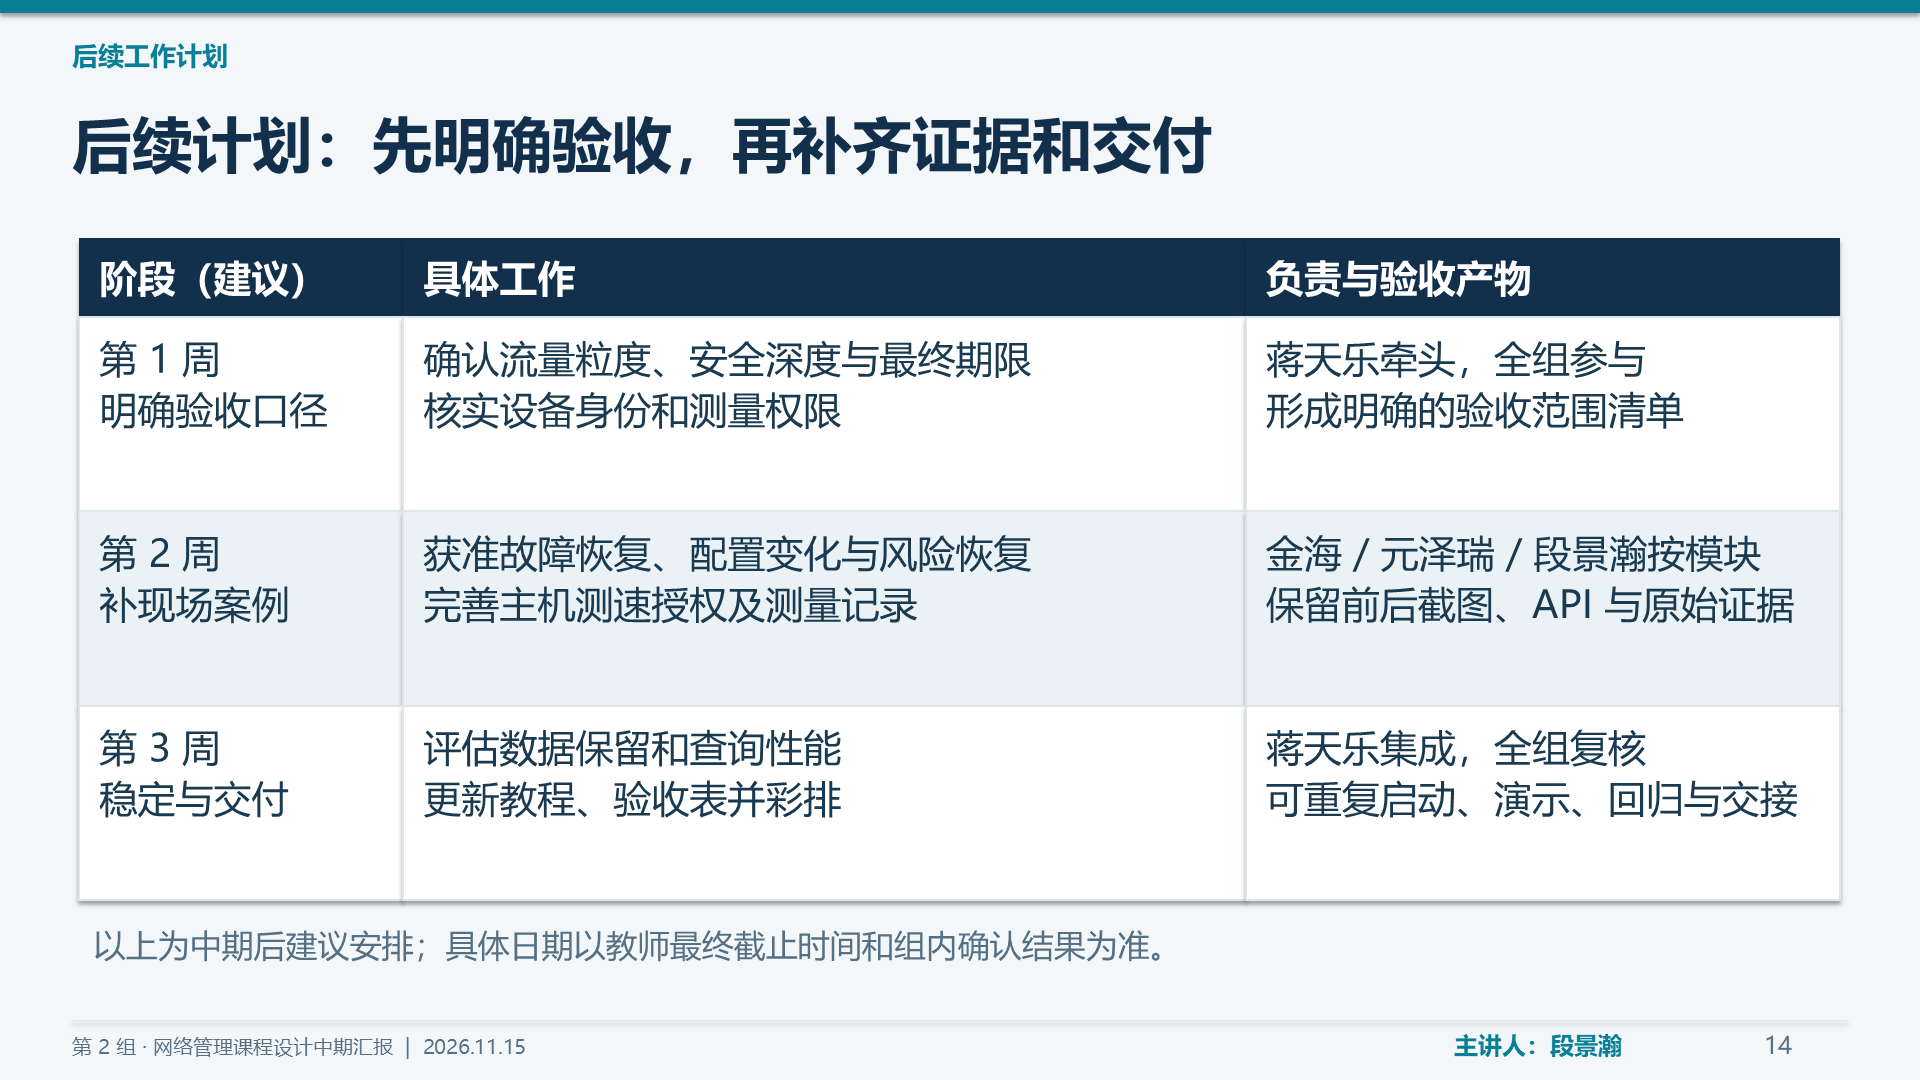 后续工作计划
后续计划：先明确验收，再补齐证据和交付
阶段（建议）
具体工作
负责与验收产物
第 1 周
明确验收口径
确认流量粒度、安全深度与最终期限
核实设备身份和测量权限
蒋天乐牵头，全组参与
形成明确的验收范围清单
第 2 周
补现场案例
获准故障恢复、配置变化与风险恢复
完善主机测速授权及测量记录
金海 / 元泽瑞 / 段景瀚按模块
保留前后截图、API 与原始证据
第 3 周
稳定与交付
评估数据保留和查询性能
更新教程、验收表并彩排
蒋天乐集成，全组复核
可重复启动、演示、回归与交接
以上为中期后建议安排；具体日期以教师最终截止时间和组内确认结果为准。
第 2 组 · 网络管理课程设计中期汇报 | 2026.11.15
主讲人：段景瀚
14